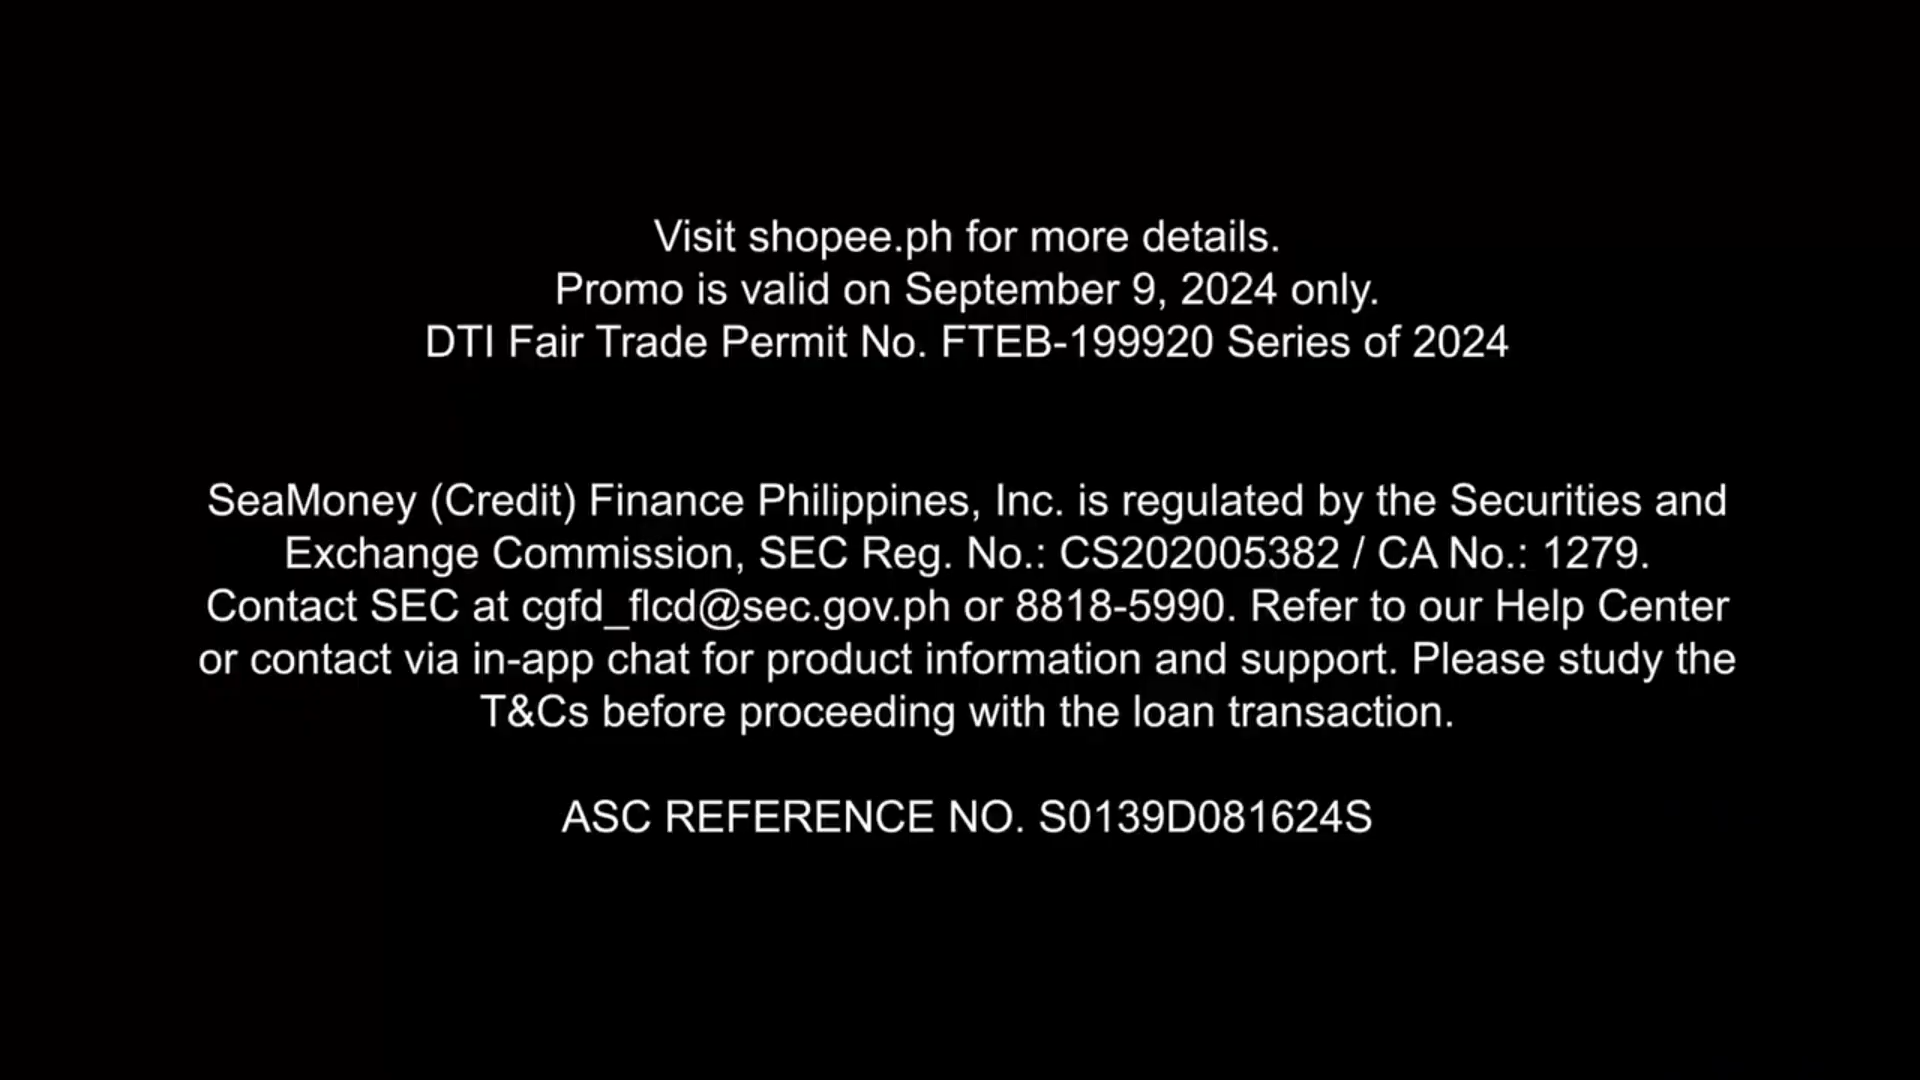 Visit shopee.ph for more details.
Promo is valid on September 9, 2024 only.
DTI Fair Trade Permit No. FTEB-199920 Series of 2024
SeaMoney (Credit) Finance Philippines, Inc. is regulated by the Securities and
Exchange Commission, SEC Reg. No.: CS202005382 / CA No.: 1279.
Contact SEC at cgfd_flcd@sec.gov.ph or 8818-5990. Refer to our Help Center
or contact via in-app chat for product information and support. Please study the
T&Cs before proceeding with the loan transaction.
ASC REFERENCE NO. S0139D081624S